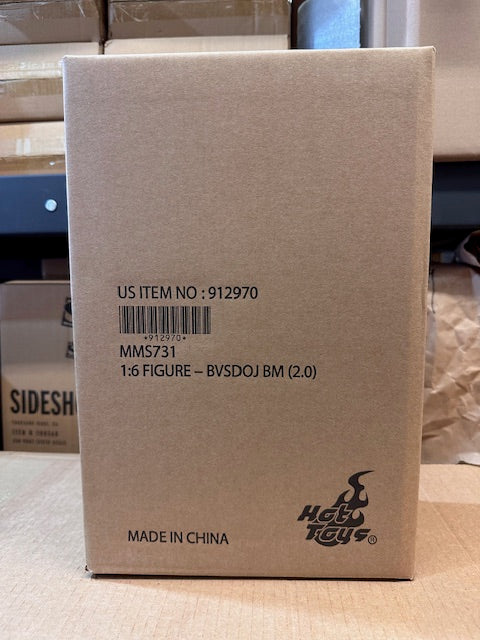 US ITEM NO : 912970
*912970*
MMS731
1:6 FIGURE – BVSDOJ BM (2.0)
SIDESH
Hot
Toys®
MADE IN CHINA